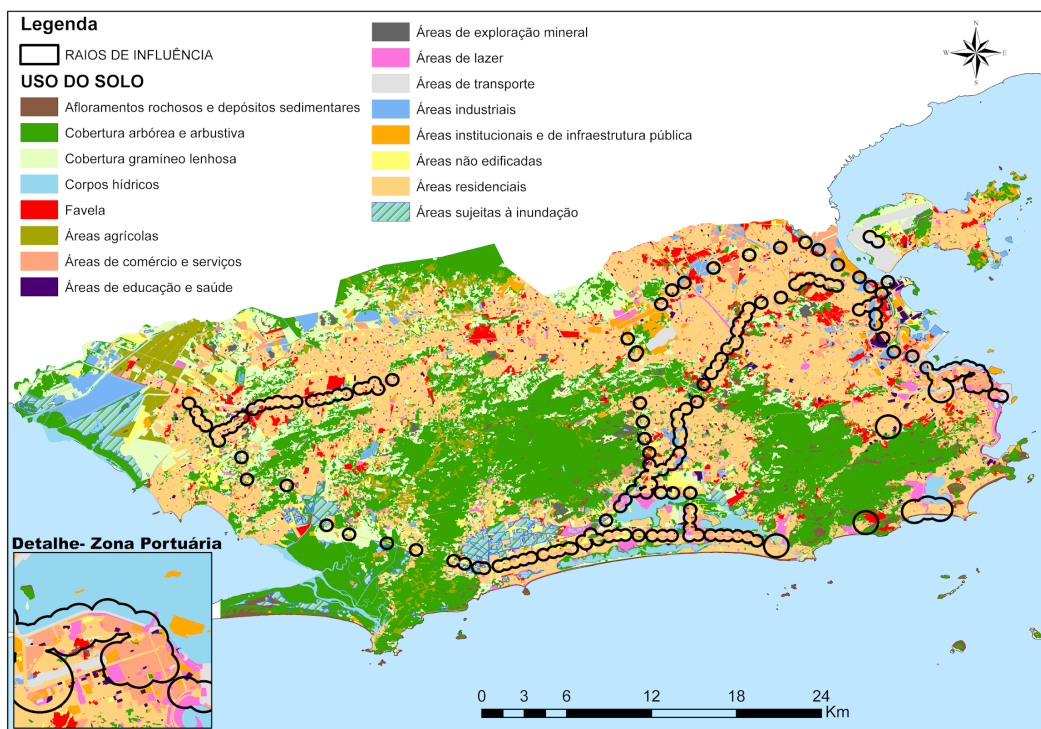 Legenda
RAIOS DE INFLUÊNCIA
USO DO SOLO
Afloramentos rochosos e depósitos sedimentares
Cobertura arbórea e arbustiva
Cobertura gramíneo lenhosa
Corpos hídricos
Favela
Áreas agrícolas
Áreas de comércio e serviços
Áreas de educação e saúde
Áreas de exploração mineral
Áreas de lazer
Áreas de transporte
Áreas industriais
Áreas institucionais e de infraestrutura pública
Áreas não edificadas
Áreas residenciais
Áreas sujeitas à inundação
N
W E
S
Detalhe- Zona Portuária
0 3 6 12 18 24
Km